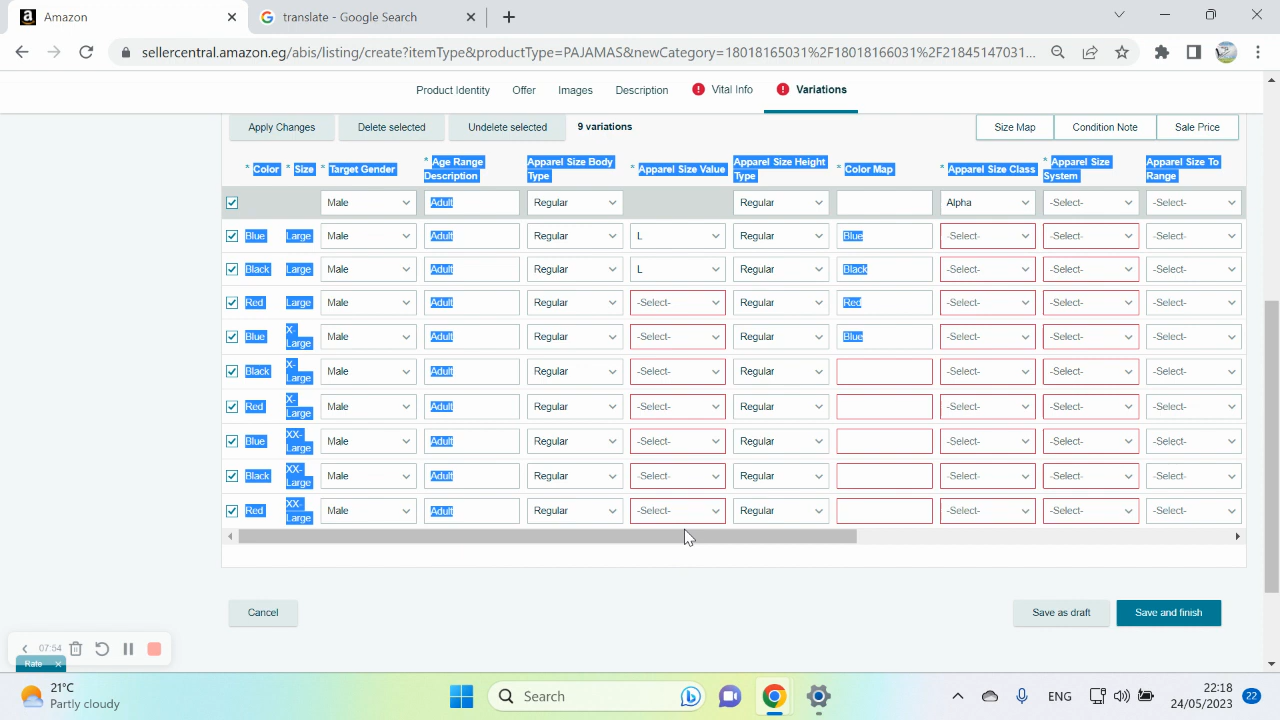 Amazon
translate - Google Search
sellercentral.amazon.eg/abis/listing/create?itemType&productType=PAJAMAS&newCategory=18018165031%2F18018166031%2F21845147031...
Product Identity Offer Images Description Vital Info Variations
Apply Changes Delete selected Undelete selected 9 variations Size Map Condition Note Sale Price
* Color * Size * Target Gender * Age Range Description Apparel Size Body Type * Apparel Size Value Apparel Size Height Type * Color Map * Apparel Size Class * Apparel Size System Apparel Size To Range
Male Adult Regular Regular Alpha -Select- -Select-
Blue Large Male Adult Regular L Regular Blue -Select- -Select- -Select-
Black Large Male Adult Regular L Regular Black -Select- -Select- -Select-
Red Large Male Adult Regular -Select- Regular Red -Select- -Select- -Select-
Blue X-Large Male Adult Regular -Select- Regular Blue -Select- -Select- -Select-
Black X-Large Male Adult Regular -Select- Regular -Select- -Select- -Select-
Red X-Large Male Adult Regular -Select- Regular -Select- -Select- -Select-
Blue XX-Large Male Adult Regular -Select- Regular -Select- -Select- -Select-
Black XX-Large Male Adult Regular -Select- Regular -Select- -Select- -Select-
Red XX-Large Male Adult Regular -Select- Regular -Select- -Select- -Select-
Cancel Save as draft Save and finish
07:54
Rate
21°C
Partly cloudy
Search
ENG
22:18
24/05/2023
22